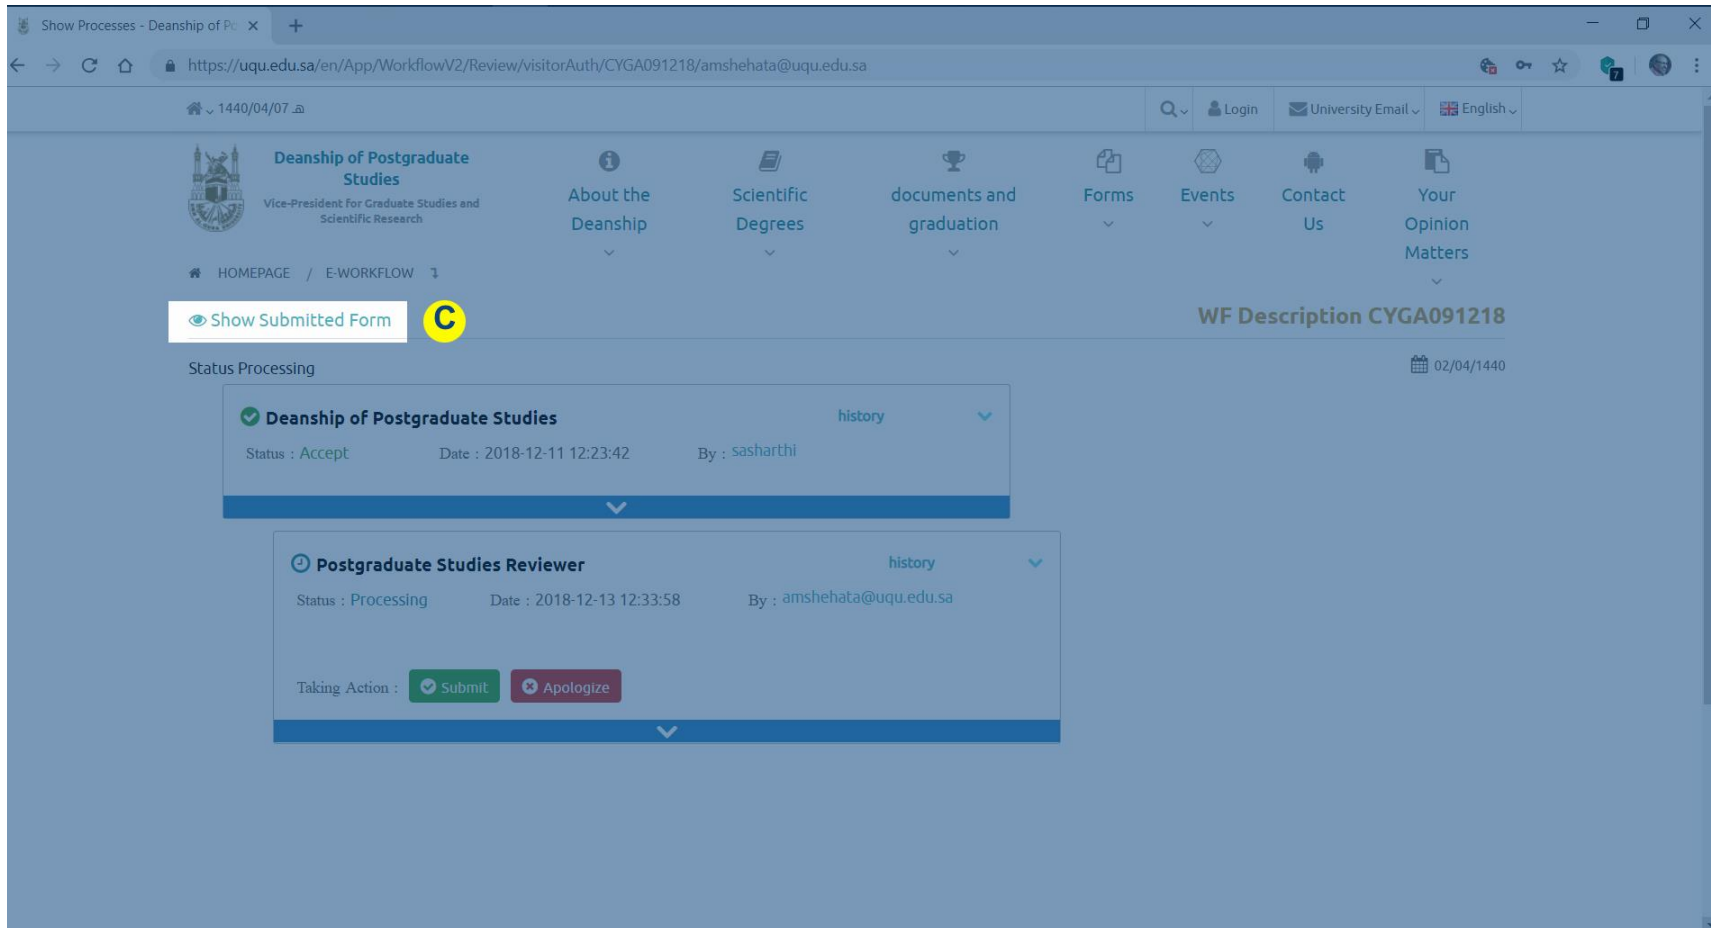 Show Processes - Deanship of Po
https://uqu.edu.sa/en/App/WorkflowV2/Review/visitorAuth/CYGA091218/amshehata@uqu.edu.sa
7
1440/04/07 هـ
Login
University Email
English
Deanship of Postgraduate
Studies
Vice-President for Graduate Studies and
Scientific Research
About the
Deanship
Scientific
Degrees
documents and
graduation
Forms
Events
Contact
Us
Your
Opinion
Matters
HOMEPAGE / E-WORKFLOW
Show Submitted Form
C
WF Description CYGA091218
Status Processing
02/04/1440
Deanship of Postgraduate Studies
history
Status : Accept Date : 2018-12-11 12:23:42 By : sasharthi
Postgraduate Studies Reviewer
history
Status : Processing Date : 2018-12-13 12:33:58 By : amshehata@uqu.edu.sa
Taking Action : Submit Apologize